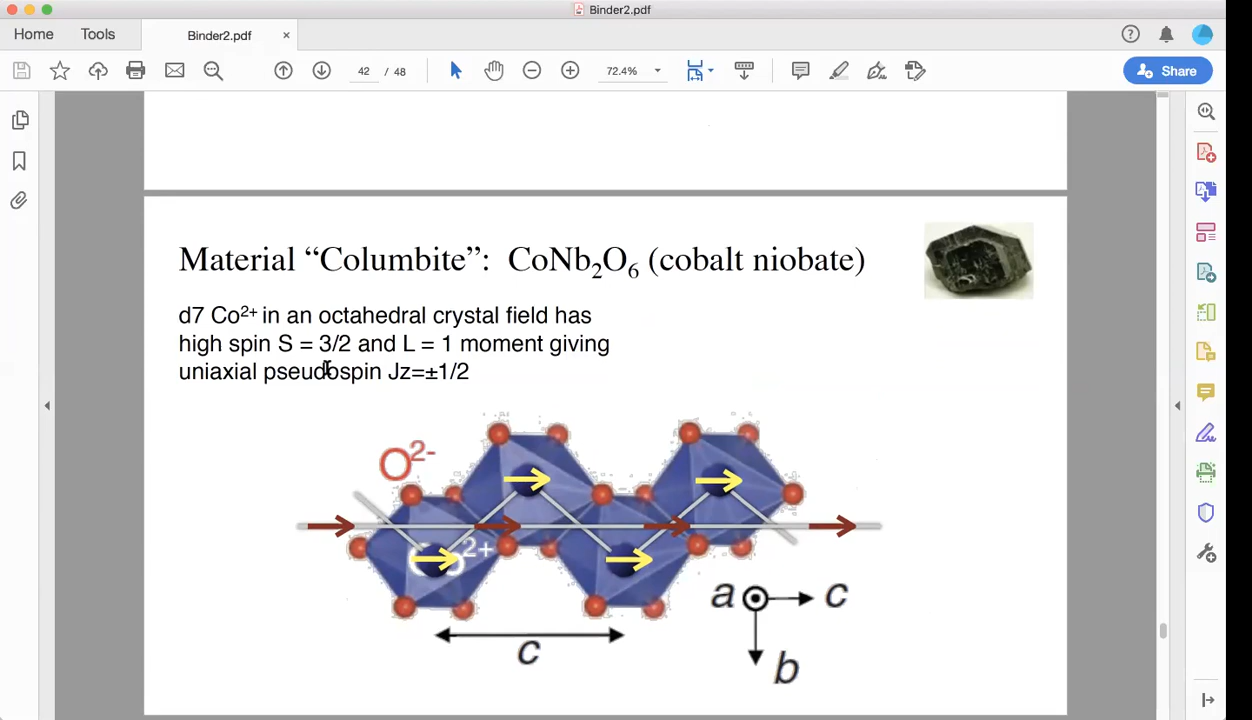 Binder2.pdf
Home Tools Binder2.pdf ×
42 / 48 72.4% Share
Material “Columbite”: CoNb₂O₆ (cobalt niobate)
d7 Co²⁺ in an octahedral crystal field has
high spin S = 3/2 and L = 1 moment giving
uniaxial pseudospin Jz=±1/2
O²⁻
2+
a c
c
b